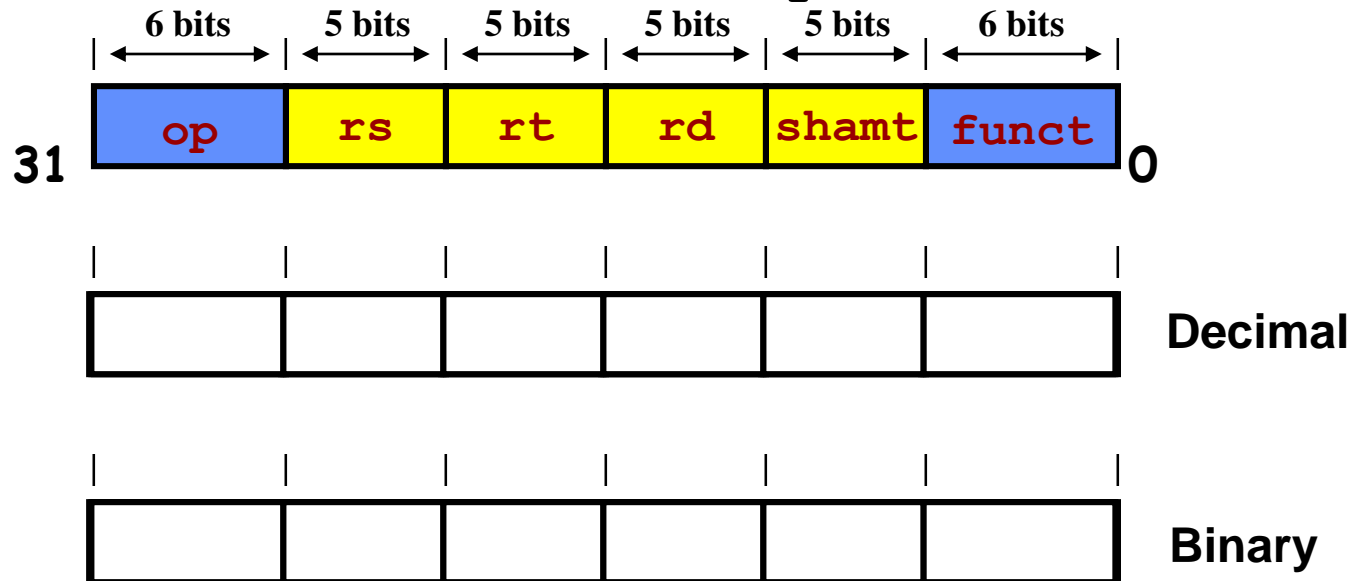 6 bits 5 bits 5 bits 5 bits 5 bits 6 bits
31 op rs rt rd shamt funct 0
Decimal
Binary